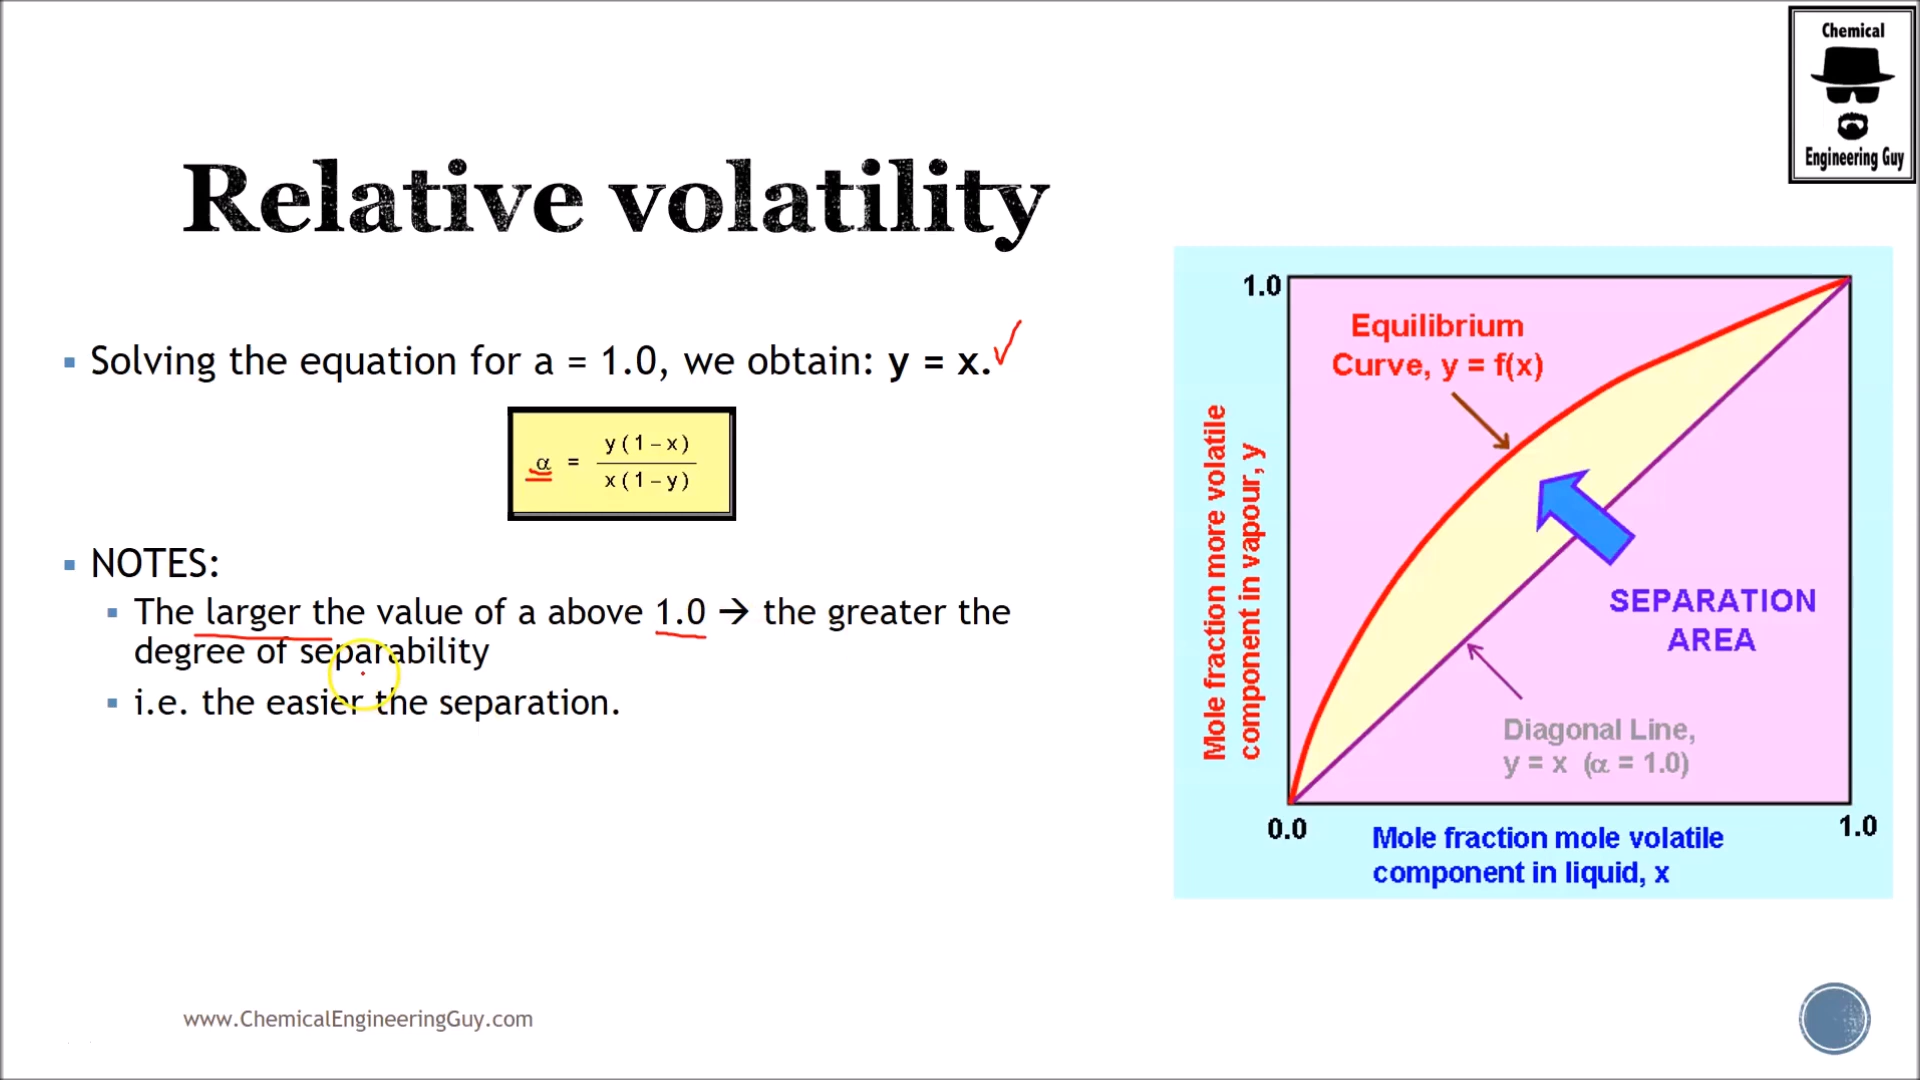 Chemical
Engineering Guy
Relative volatility
Solving the equation for a = 1.0, we obtain: y = x.
α = y ( 1 – x )
x ( 1 – y )
NOTES:
The larger the value of a above 1.0 → the greater the
degree of separability
i.e. the easier the separation.
1.0
Equilibrium
Curve, y = f(x)
Mole fraction more volatile
component in vapour, y
SEPARATION
AREA
Diagonal Line,
y = x (α = 1.0)
0.0
1.0
Mole fraction mole volatile
component in liquid, x
www.ChemicalEngineeringGuy.com